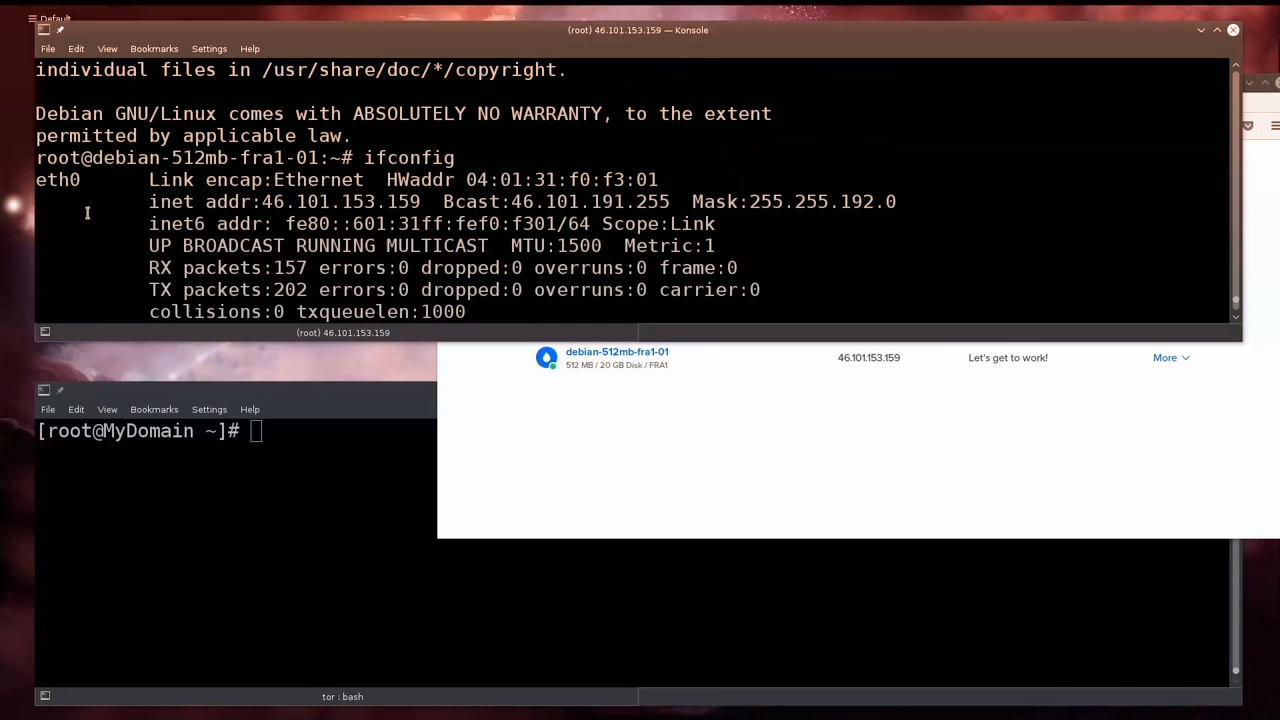 Default
(root) 46.101.153.159 — Konsole
File Edit View Bookmarks Settings Help
individual files in /usr/share/doc/*/copyright.
Debian GNU/Linux comes with ABSOLUTELY NO WARRANTY, to the extent
permitted by applicable law.
root@debian-512mb-fra1-01:~# ifconfig
eth0 Link encap:Ethernet HWaddr 04:01:31:f0:f3:01
inet addr:46.101.153.159 Bcast:46.101.191.255 Mask:255.255.192.0
inet6 addr: fe80::601:31ff:fef0:f301/64 Scope:Link
UP BROADCAST RUNNING MULTICAST MTU:1500 Metric:1
RX packets:157 errors:0 dropped:0 overruns:0 frame:0
TX packets:202 errors:0 dropped:0 overruns:0 carrier:0
collisions:0 txqueuelen:1000
(root) 46.101.153.159
debian-512mb-fra1-01 46.101.153.159 Let's get to work! More
512 MB / 20 GB Disk / FRA1
File Edit View Bookmarks Settings Help
[root@MyDomain ~]#
tor : bash